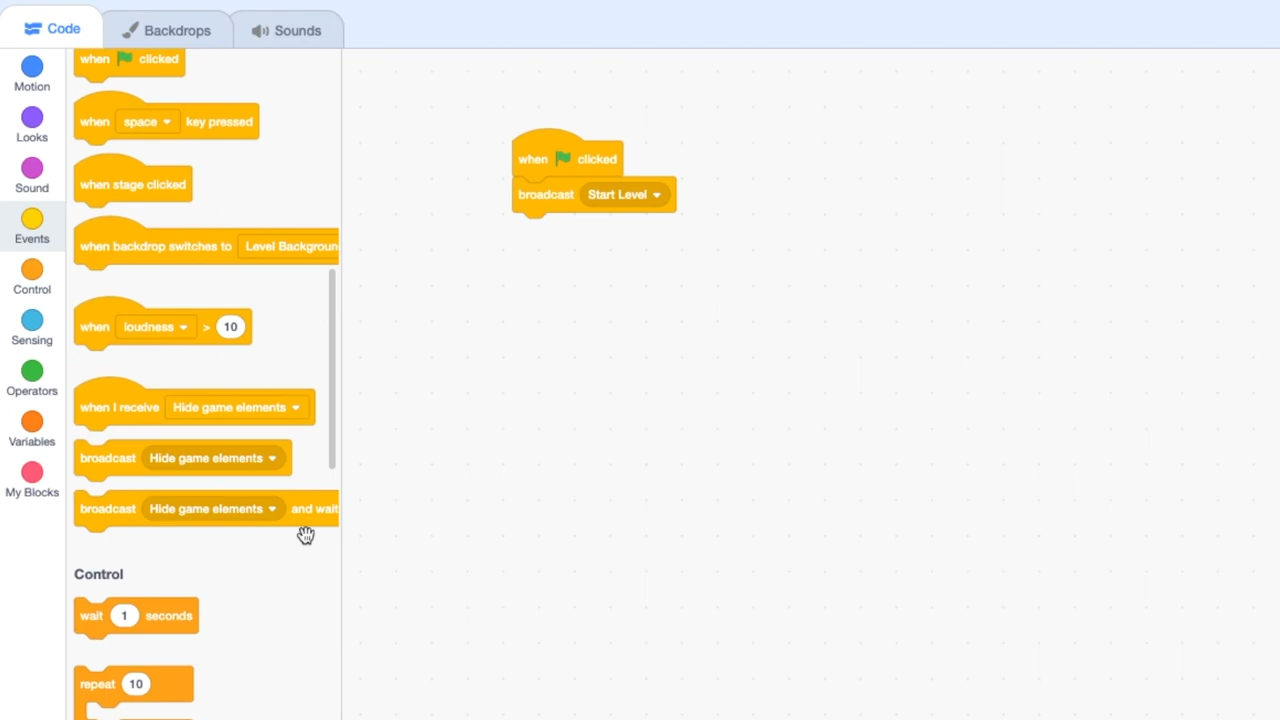 Code Backdrops Sounds
Motion
Looks
Sound
Events
Control
Sensing
Operators
Variables
My Blocks
when clicked
when space key pressed
when stage clicked
when backdrop switches to Level Backgroun
when loudness > 10
when I receive Hide game elements
broadcast Hide game elements
broadcast Hide game elements and wait
Control
wait 1 seconds
repeat 10
when clicked
broadcast Start Level